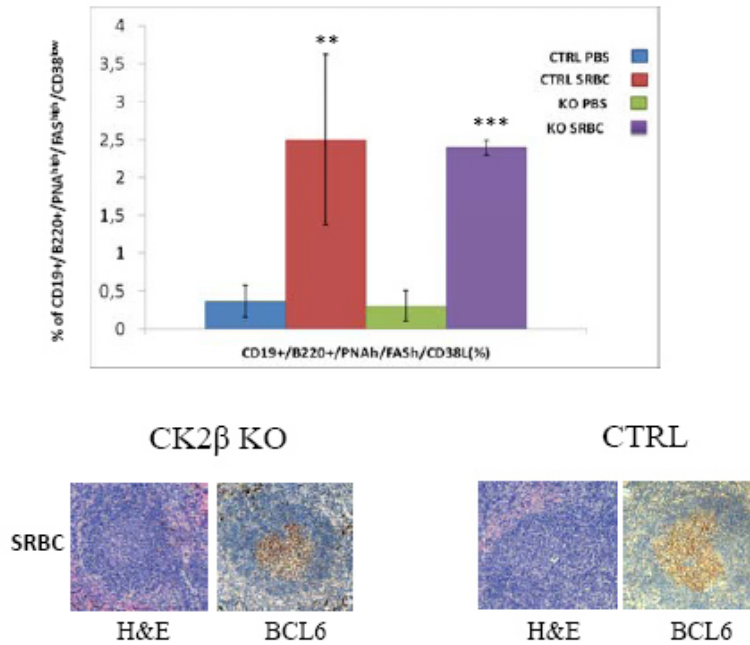 % of CD19+/B220+/PNAhigh/FAShigh/CD38low
4
3,5
3
2,5
2
1,5
1
0,5
0
**
***
CTRL PBS
CTRL SRBC
KO PBS
KO SRBC
CD19+/B220+/PNAh/FASh/CD38L(%)
CK2β KO
CTRL
SRBC
H&E
BCL6
H&E
BCL6